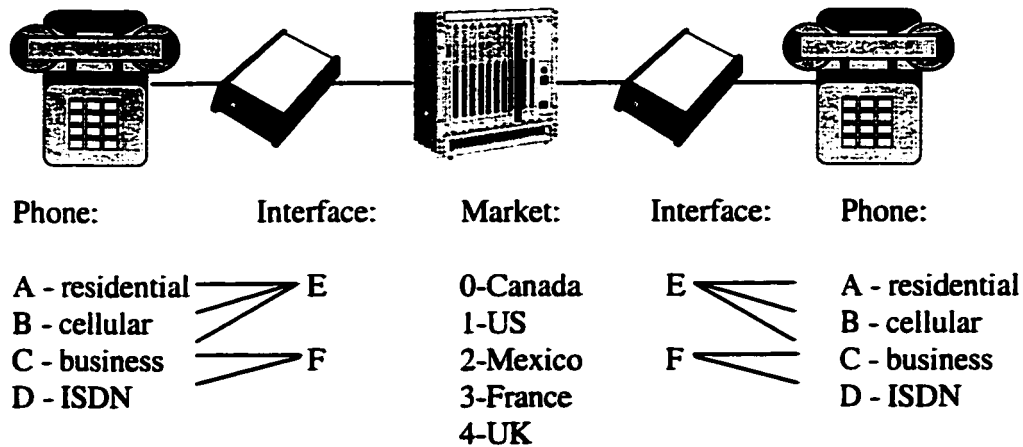 Phone: Interface: Market: Interface: Phone:
A - residential E 0-Canada E A - residential
B - cellular 1-US B - cellular
C - business F 2-Mexico F C - business
D - ISDN 3-France D - ISDN
4-UK